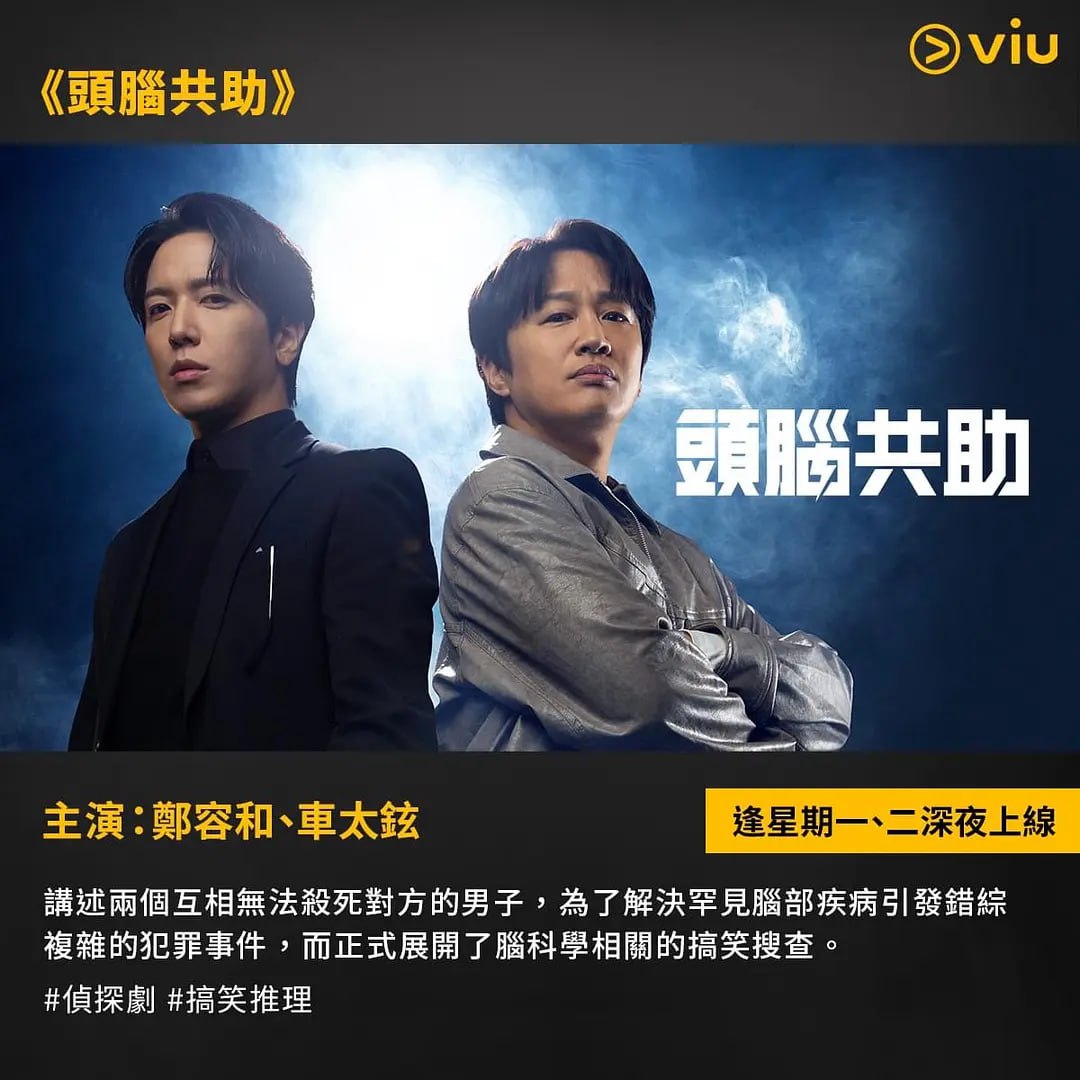 viu
《頭腦共助》
頭腦共助
主演：鄭容和、車太鉉
逢星期一、二深夜上線
講述兩個互相無法殺死對方的男子，為了解決罕見腦部疾病引發錯綜
複雜的犯罪事件，而正式展開了腦科學相關的搞笑搜查。
#偵探劇 #搞笑推理